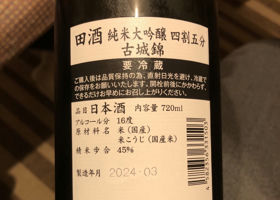 田酒 純米大吟醸 四割五分
古城錦
要冷蔵
ご購入後は品質保持の為、直射日光を避け、冷蔵で
の保存をお願いいたします。開栓前後にかかわらず、
できるだけお早めにお召し上がりください。
品目 日本酒 内容量 720ml
アルコール分 16度
原材料名 米(国産)
米こうじ(国産米)
精米歩合 45%
製造年月 2024-03